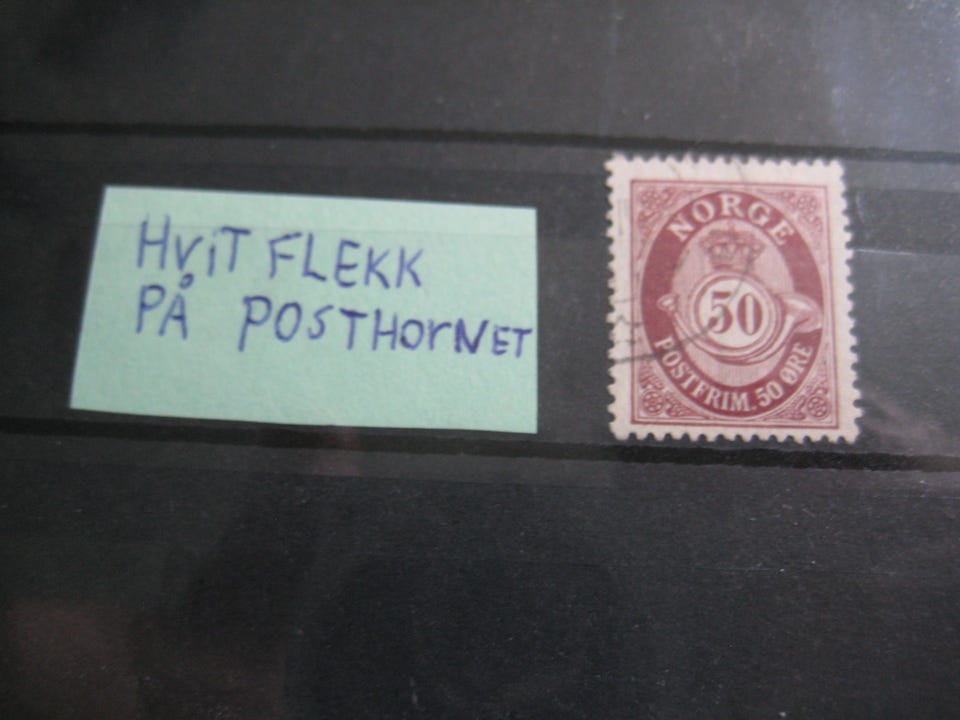 HViT FLEKK
PÅ POSTHOrNET
NORGE
50
POSTFRIM. 50 ØRE